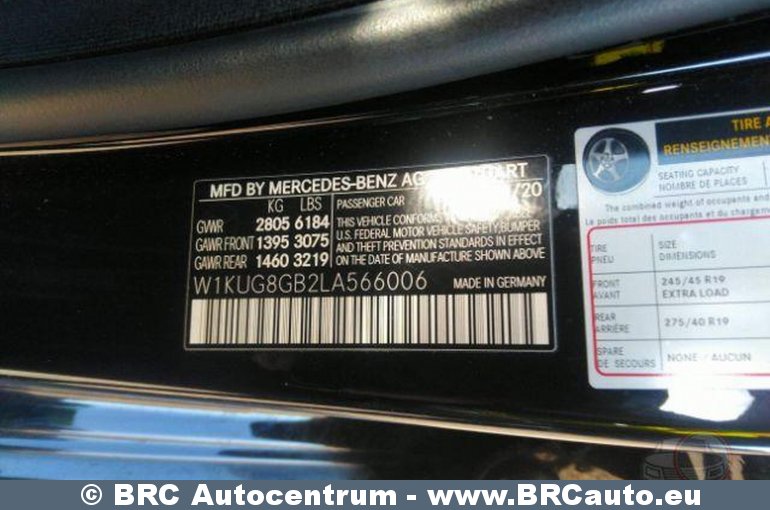 MFD BY MERCEDES-BENZ AG
KG LBS
GVWR 2805 6184
GAWR FRONT 1395 3075
GAWR REAR 1460 3219
PASSENGER CAR /20
THIS VEHICLE CONFORMS
U.S. FEDERAL MOTOR VEHICLE SAFETY,BUMPER
AND THEFT PREVENTION STANDARDS IN EFFECT
ON THE DATE OF MANUFACTURE SHOWN ABOVE.
W1KUG8GB2LA566006 MADE IN GERMANY
TIRE A
RENSEIGNEMENT
SEATING CAPACITY
NOMBRE DE PLACES
The combined weight of occupants and
Le poids total des occupants et du chargem
TIRE
PNEU
SIZE
DIMENSIONS
FRONT
AVANT
245/45 R19
EXTRA LOAD
REAR
ARRIÈRE
275/40 R19
SPARE
DE SECOURS
NONE / AUCUN
© BRC Autocentrum - www.BRCauto.eu